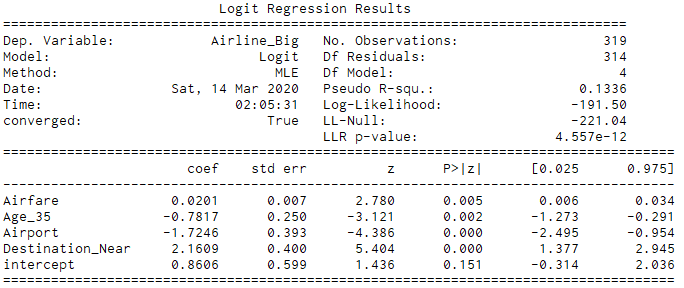 Logit Regression Results
==============================================================================
Dep. Variable: Airline_Big No. Observations: 319
Model: Logit Df Residuals: 314
Method: MLE Df Model: 4
Date: Sat, 14 Mar 2020 Pseudo R-squ.: 0.1336
Time: 02:05:31 Log-Likelihood: -191.50
converged: True LL-Null: -221.04
LLR p-value: 4.557e-12
==============================================================================
coef std err z P>|z| [0.025 0.975]
------------------------------------------------------------------------------
Airfare 0.0201 0.007 2.780 0.005 0.006 0.034
Age_35 -0.7817 0.250 -3.121 0.002 -1.273 -0.291
Airport -1.7246 0.393 -4.386 0.000 -2.495 -0.954
Destination_Near 2.1609 0.400 5.404 0.000 1.377 2.945
intercept 0.8606 0.599 1.436 0.151 -0.314 2.036
==============================================================================